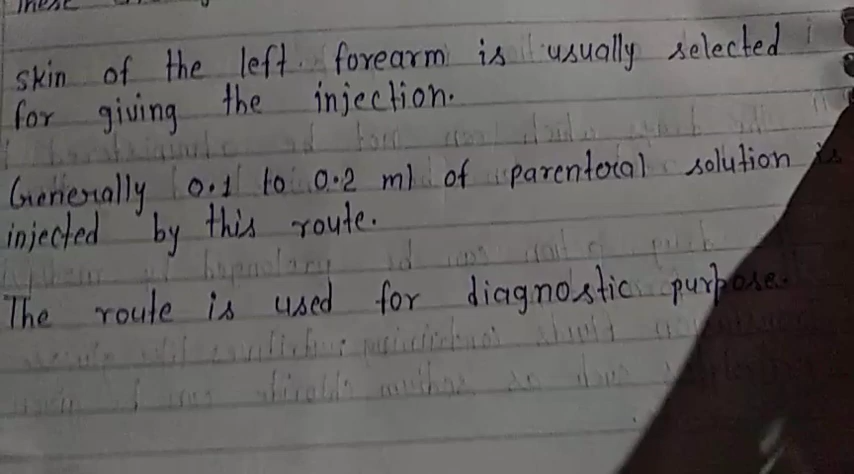 These
skin of the left forearm is usually selected
for giving the injection.
Generally 0.1 to 0.2 ml of parenteral solution is
injected by this route.
The route is used for diagnostic purpose.